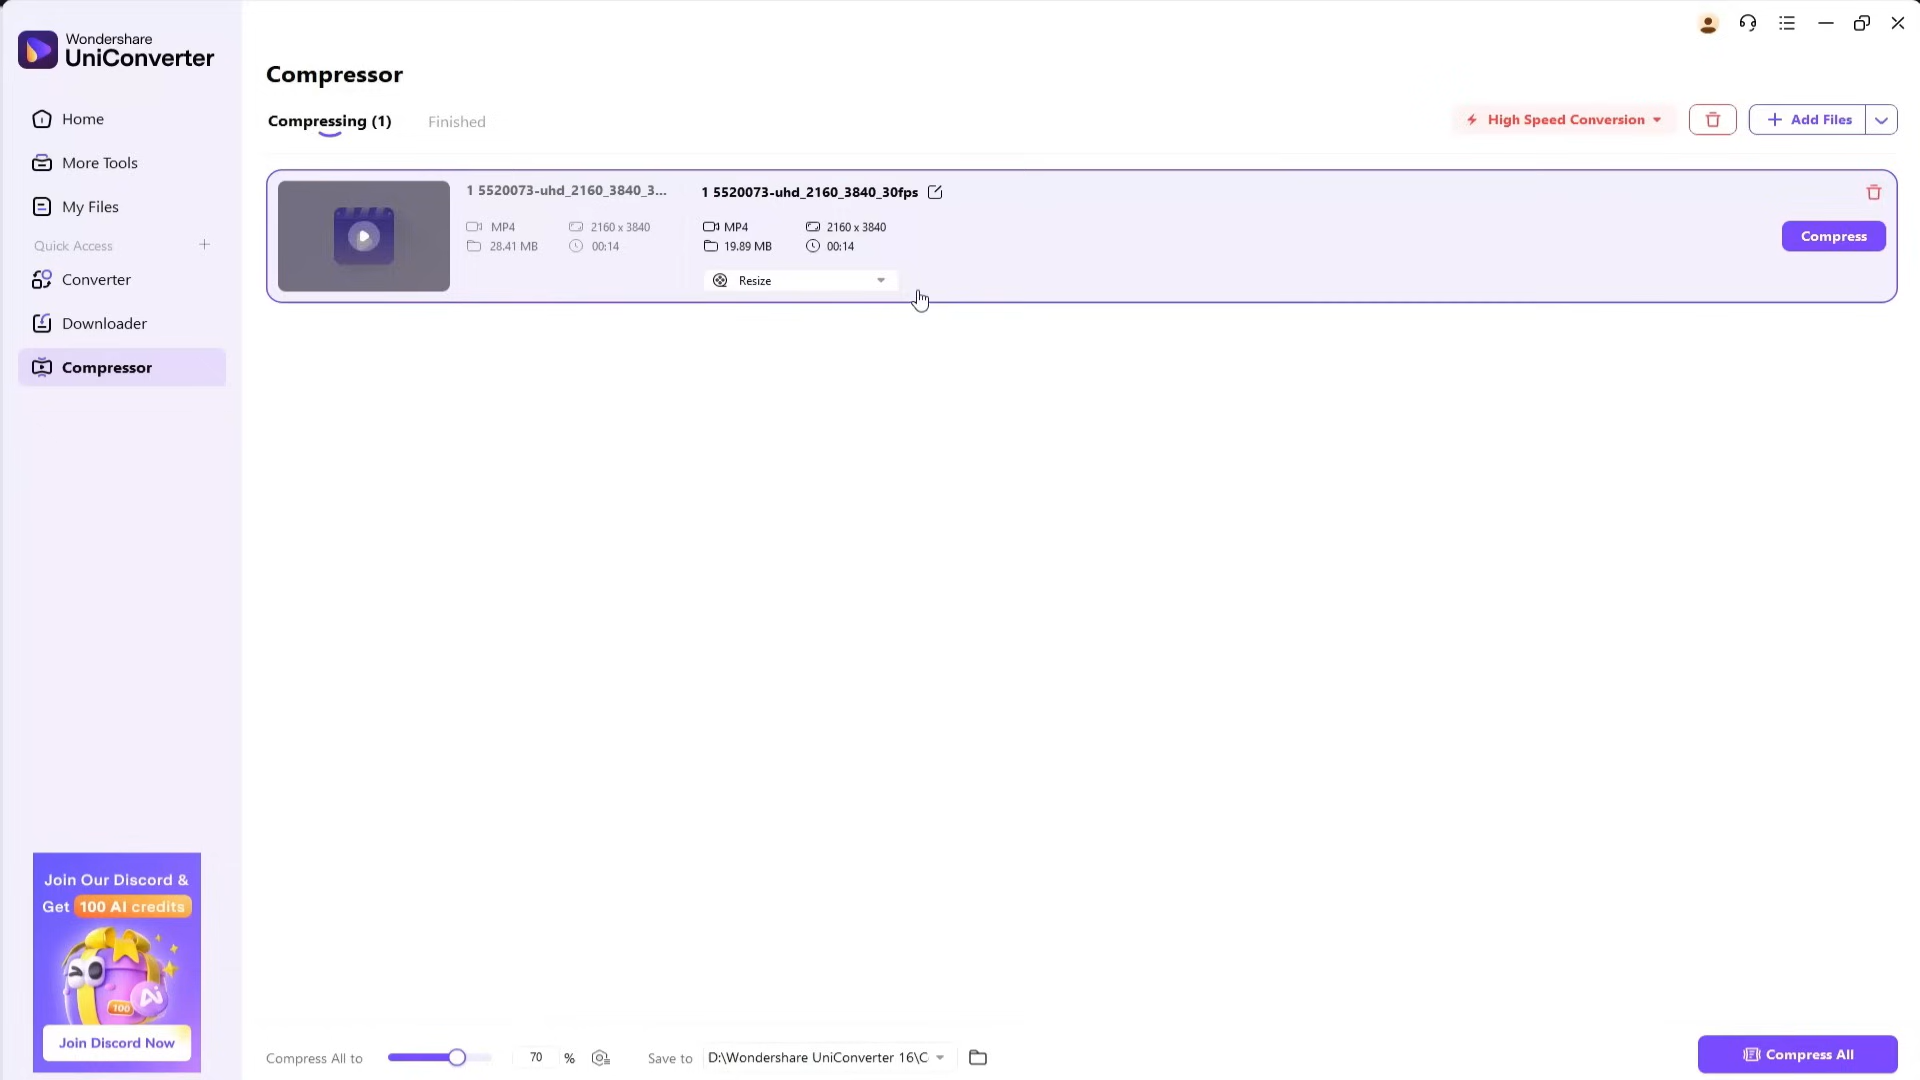 Wondershare
UniConverter
Home
More Tools
My Files
Quick Access
Converter
Downloader
Compressor
Join Our Discord &
Get 100 AI credits
Ai
100
Join Discord Now
Compressor
Compressing (1)
Finished
High Speed Conversion
Add Files
1 5520073-uhd_2160_3840_3...
MP4
2160 x 3840
28.41 MB
00:14
1 5520073-uhd_2160_3840_30fps
MP4
2160 x 3840
19.89 MB
00:14
Resize
Compress
Compress All to
70 %
Save to
D:\Wondershare UniConverter 16\C
Compress All